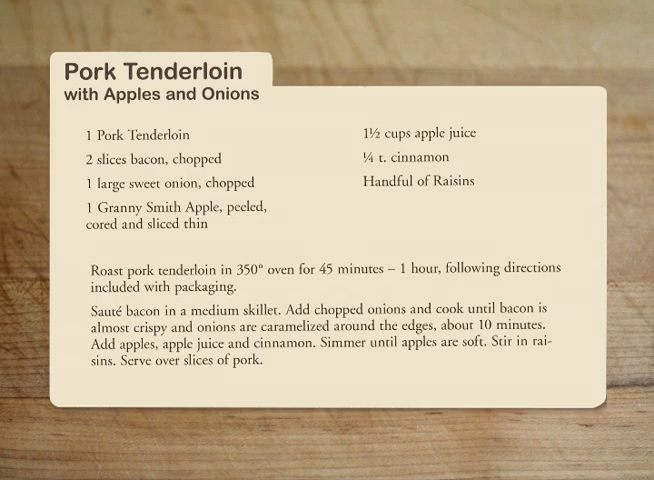 Pork Tenderloin
with Apples and Onions
1 Pork Tenderloin
2 slices bacon, chopped
1 large sweet onion, chopped
1 Granny Smith Apple, peeled,
cored and sliced thin
1½ cups apple juice
¼ t. cinnamon
Handful of Raisins
Roast pork tenderloin in 350° oven for 45 minutes – 1 hour, following directions
included with packaging.
Sauté bacon in a medium skillet. Add chopped onions and cook until bacon is
almost crispy and onions are caramelized around the edges, about 10 minutes.
Add apples, apple juice and cinnamon. Simmer until apples are soft. Stir in rai-
sins. Serve over slices of pork.